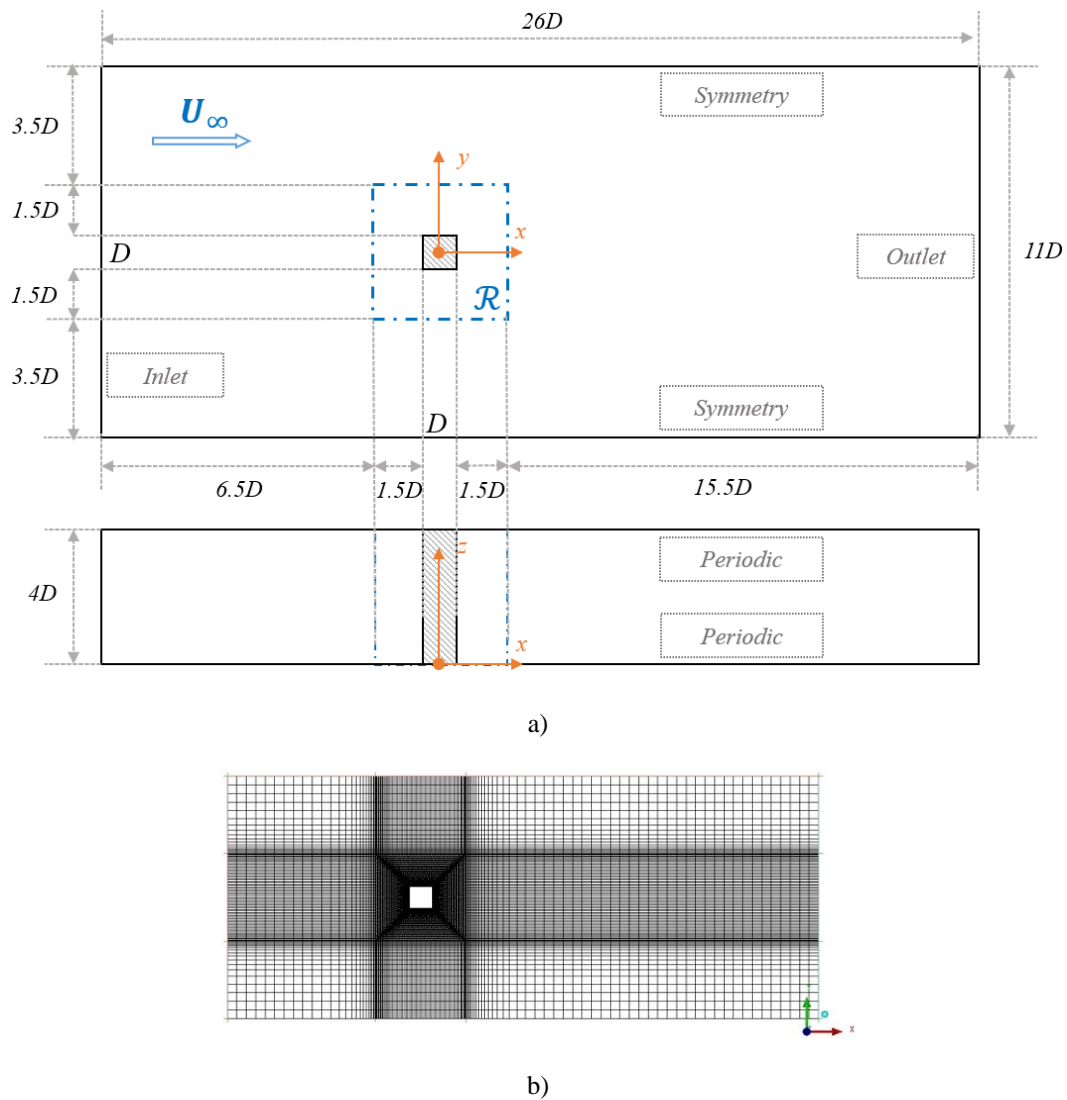 26D
Symmetry
U∞
3.5D
y
1.5D
x
D
Outlet
11D
1.5D
ℛ
Inlet
3.5D
Symmetry
D
6.5D
1.5D
1.5D
15.5D
z
Periodic
4D
Periodic
x
a)
x
b)